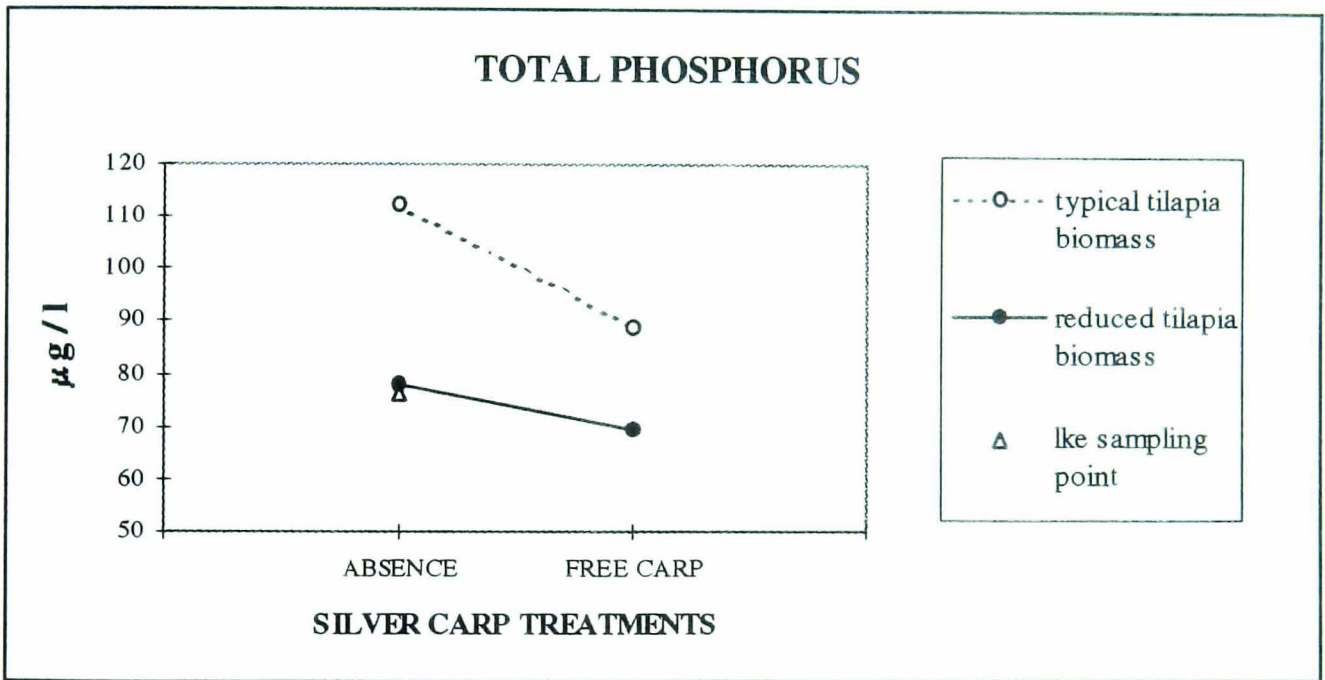 TOTAL PHOSPHORUS
120
110
100
90
80
70
60
50
µg/l
ABSENCE FREE CARP
SILVER CARP TREATMENTS
typical tilapia
biomass
reduced tilapia
biomass
lke sampling
point